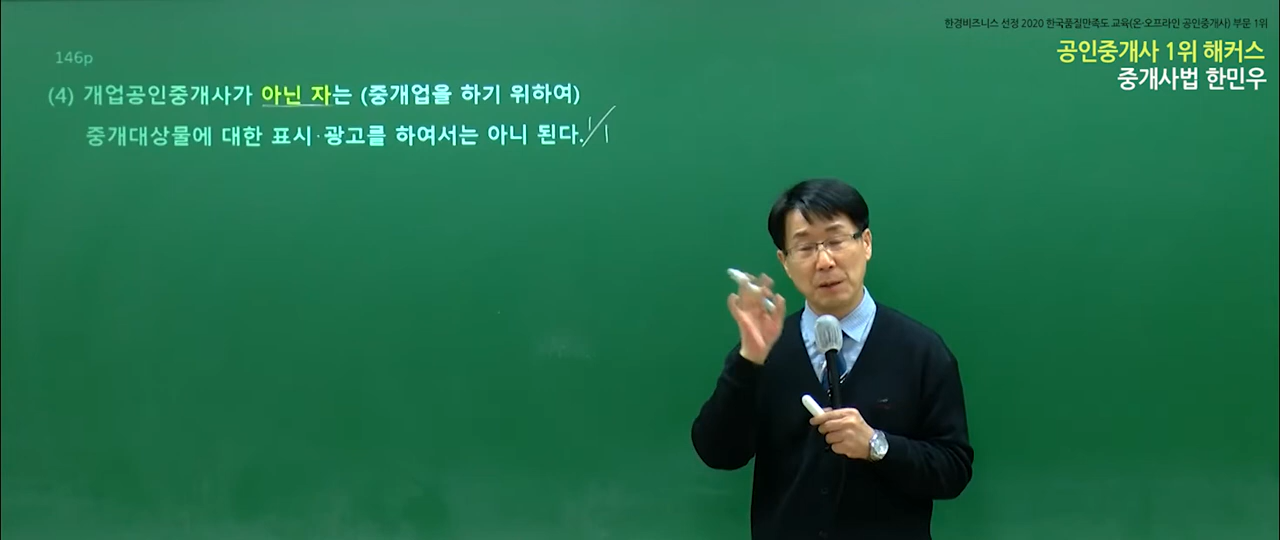 한경비즈니스 선정 2020 한국품질만족도 교육(온·오프라인 공인중개사) 부문 1위
공인중개사 1위 해커스
중개사법 한민우
146p
(4) 개업공인중개사가 아닌 자는 (중개업을 하기 위하여)
중개대상물에 대한 표시·광고를 하여서는 아니 된다. 1/1